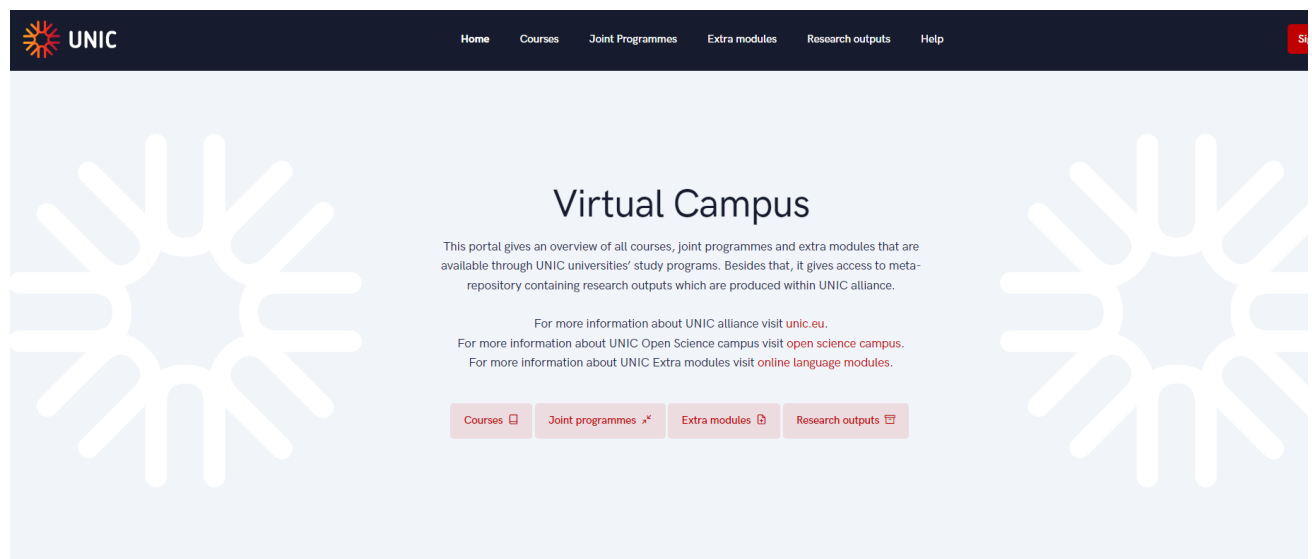 UNIC
Home Courses Joint Programmes Extra modules Research outputs Help
Virtual Campus
This portal gives an overview of all courses, joint programmes and extra modules that are
available through UNIC universities' study programs. Besides that, it gives access to meta-
repository containing research outputs which are produced within UNIC alliance.
For more information about UNIC alliance visit unic.eu.
For more information about UNIC Open Science campus visit open science campus.
For more information about UNIC Extra modules visit online language modules.
Courses Joint programmes Extra modules Research outputs